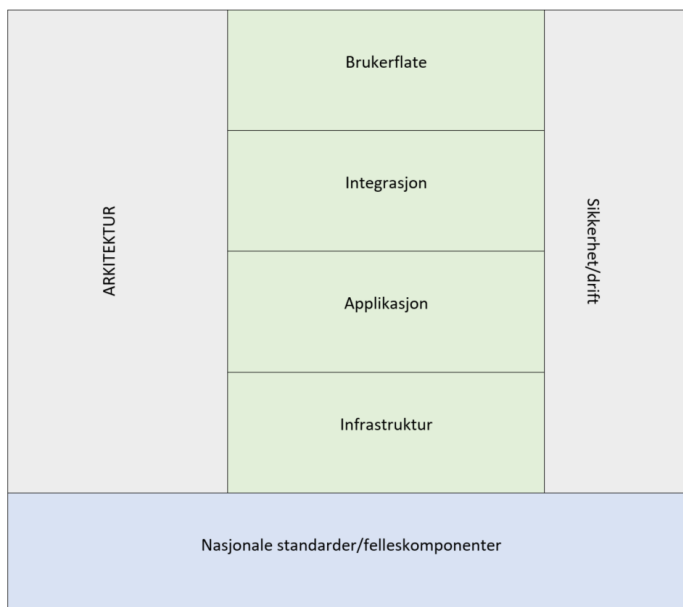 Brukerflate
Integrasjon
ARKITEKTUR
Sikkerhet/drift
Applikasjon
Infrastruktur
Nasjonale standarder/felleskomponenter